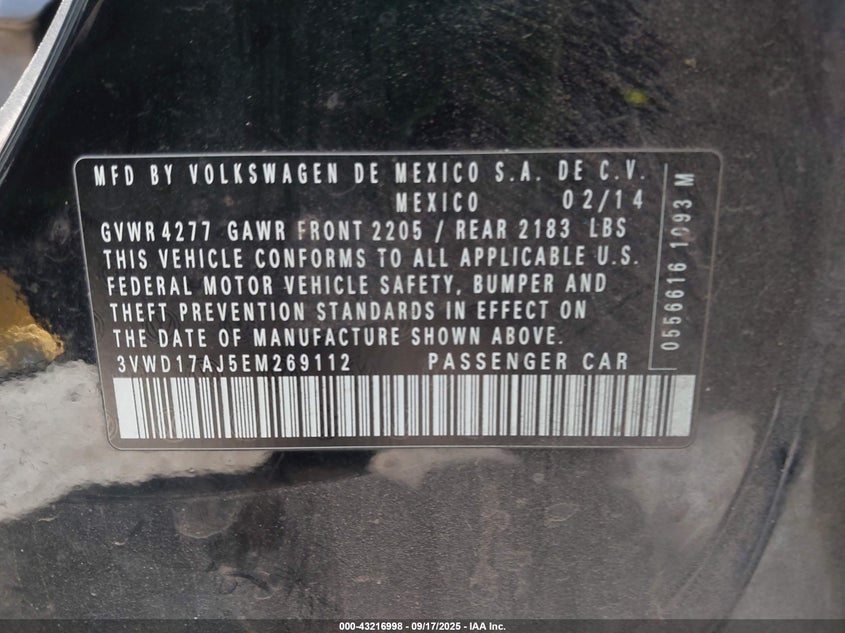 MFD BY VOLKSWAGEN DE MEXICO S.A. DE C.V.
MEXICO 02/14
GVWR 4277 GAWR FRONT 2205 / REAR 2183 LBS
THIS VEHICLE CONFORMS TO ALL APPLICABLE U.S.
FEDERAL MOTOR VEHICLE SAFETY, BUMPER AND
THEFT PREVENTION STANDARDS IN EFFECT ON
THE DATE OF MANUFACTURE SHOWN ABOVE.
3VWD17AJ5EM269112 PASSENGER CAR
0556616 1093 M
000-43216998 - 09/17/2025 - IAA Inc.